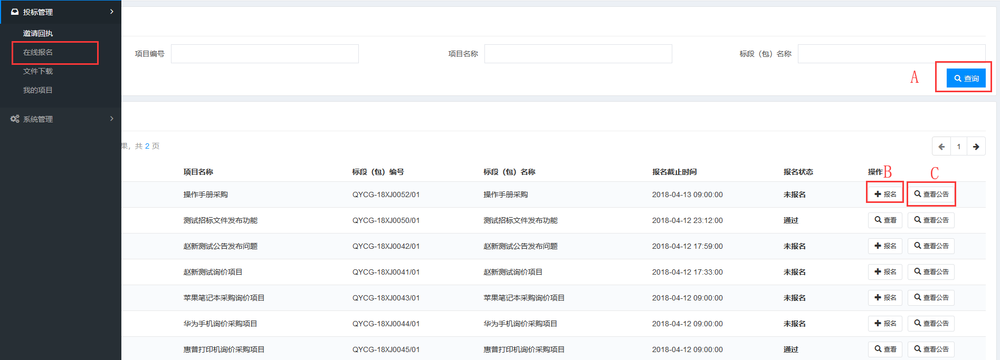 投标管理
邀请回执
在线报名
文件下载
我的项目
系统管理
项目编号 项目名称 标段（包）名称
A 查询
果，共 2 页 1
项目名称 标段（包）编号 标段（包）名称 报名截止时间 报名状态 操作 B C
操作手册采购 QYCG-18XJ0052/01 操作手册采购 2018-04-13 09:00:00 未报名 报名 查看公告
测试招标文件发布功能 QYCG-18XJ0050/01 测试招标文件发布功能 2018-04-12 23:12:00 通过 查看 查看公告
赵新测试公告发布问题 QYCG-18XJ0042/01 赵新测试公告发布问题 2018-04-12 17:59:00 未报名 报名 查看公告
赵新测试询价项目 QYCG-18XJ0041/01 赵新测试询价项目 2018-04-12 17:33:00 未报名 报名 查看公告
苹果笔记本采购询价项目 QYCG-18XJ0043/01 苹果笔记本采购询价项目 2018-04-12 09:00:00 未报名 报名 查看公告
华为手机询价采购项目 QYCG-18XJ0044/01 华为手机询价采购项目 2018-04-12 09:00:00 未报名 报名 查看公告
惠普打印机询价采购项目 QYCG-18XJ0045/01 惠普打印机询价采购项目 2018-04-12 09:00:00 通过 查看 查看公告